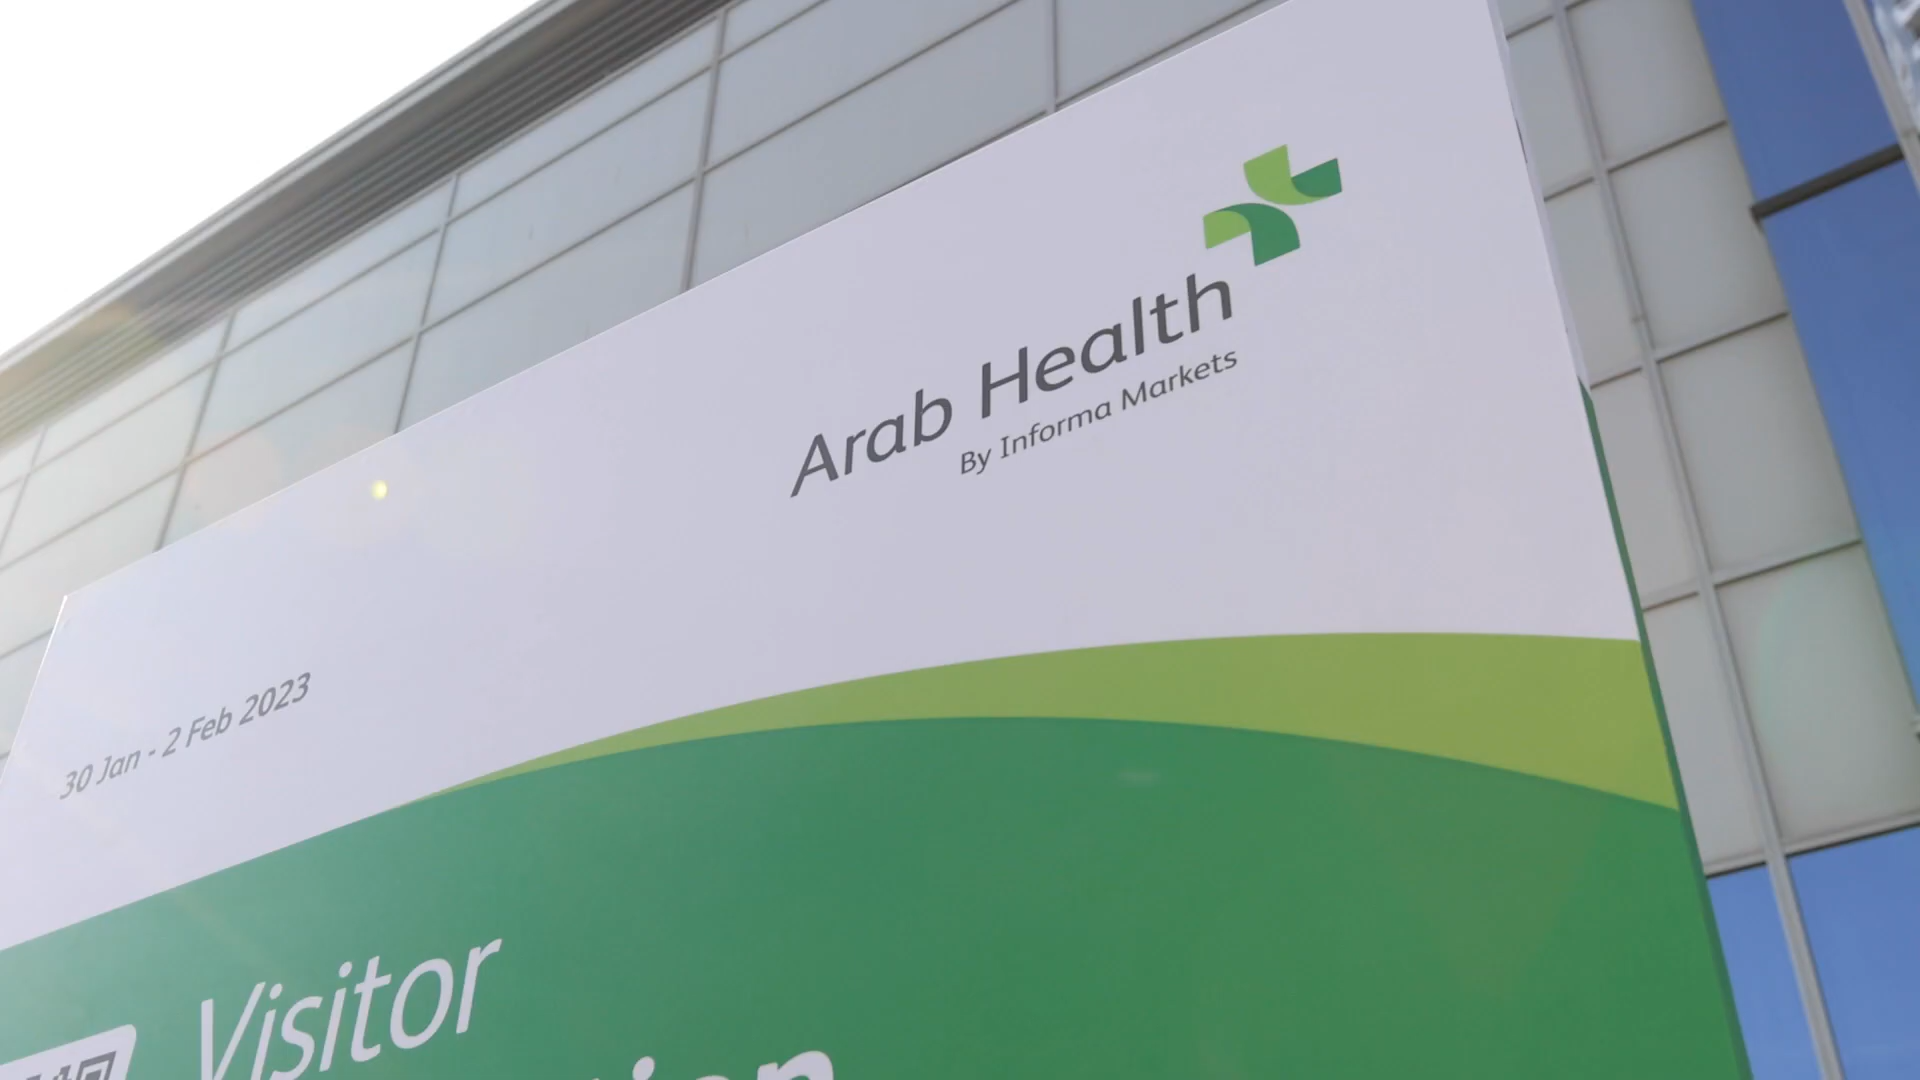 Arab Health
By Informa Markets
30 Jan - 2 Feb 2023
Visitor